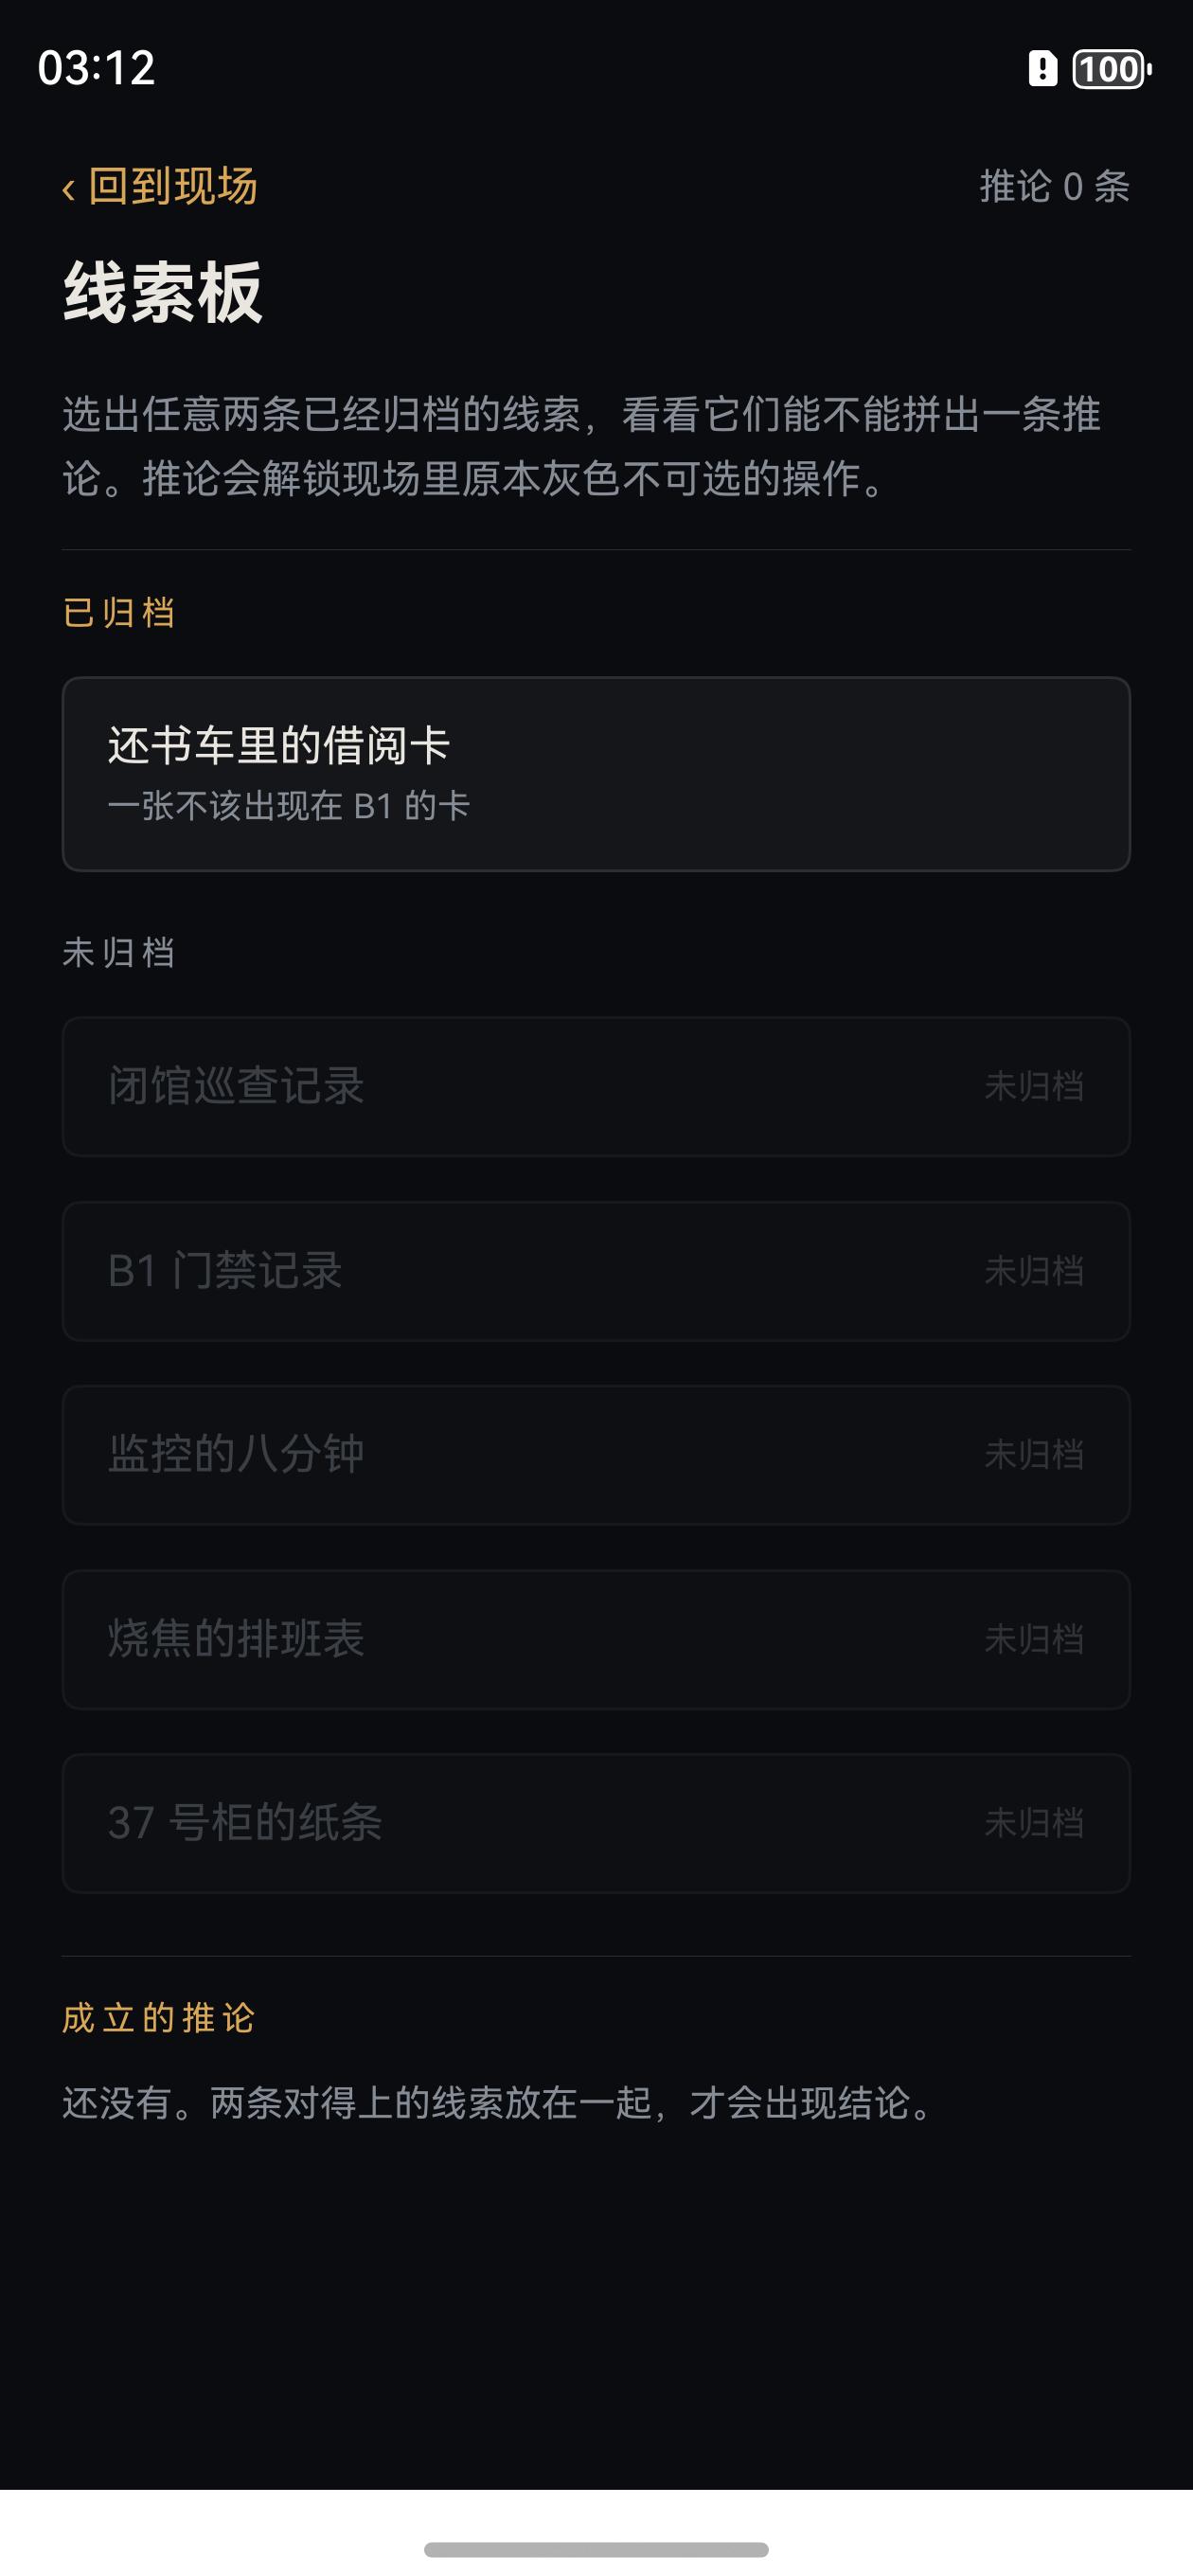 03:12
100
‹ 回到现场
推论 0 条
线索板
选出任意两条已经归档的线索，看看它们能不能拼出一条推
论。推论会解锁现场里原本灰色不可选的操作。
已归档
还书车里的借阅卡
一张不该出现在 B1 的卡
未归档
闭馆巡查记录
未归档
B1 门禁记录
未归档
监控的八分钟
未归档
烧焦的排班表
未归档
37 号柜的纸条
未归档
成立的推论
还没有。两条对得上的线索放在一起，才会出现结论。